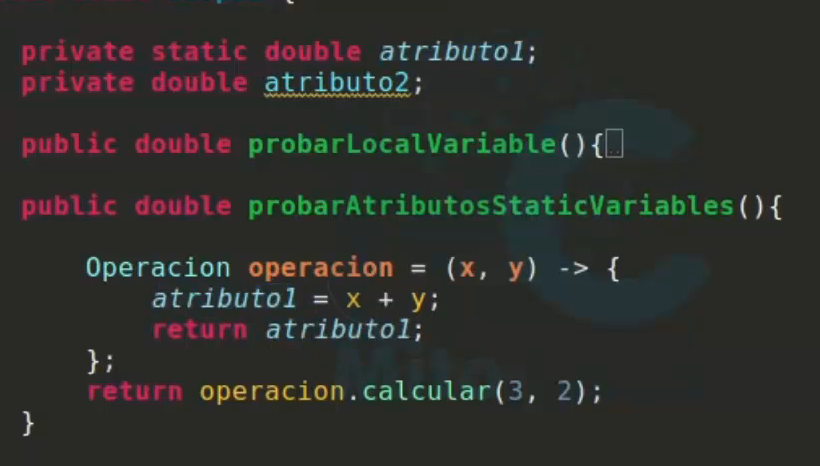 private static double atributo1;
private double atributo2;
public double probarLocalVariable(){
public double probarAtributosStaticVariables(){
Operacion operacion = (x, y) -> {
atributo1 = x + y;
return atributo1;
};
return operacion.calcular(3, 2);
}
Mito